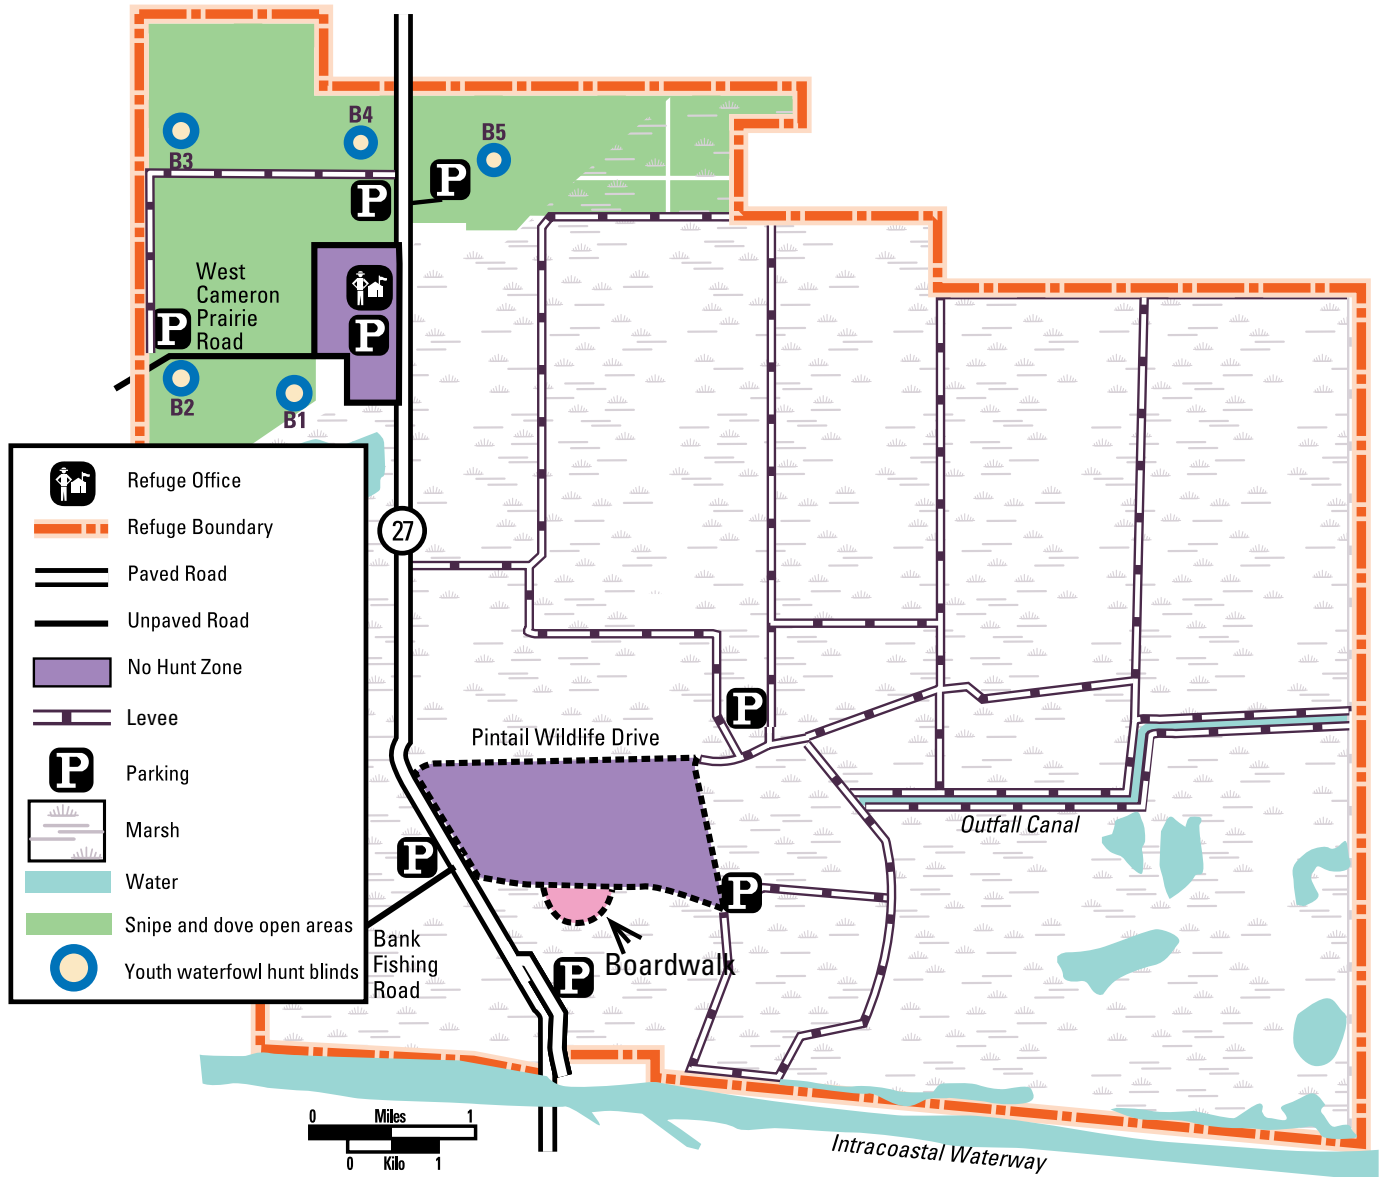 B3
B4
B5
P
P
West
Cameron
Prairie
Road
P
P
B2
B1
Refuge Office
Refuge Boundary
Paved Road
Unpaved Road
No Hunt Zone
Levee
P
Parking
Marsh
Water
Snipe and dove open areas
Youth waterfowl hunt blinds
27
P
Pintail Wildlife Drive
Outfall Canal
P
P
Bank
Fishing
Road
Boardwalk
P
0 Miles 1
0 Kilo 1
Intracoastal Waterway